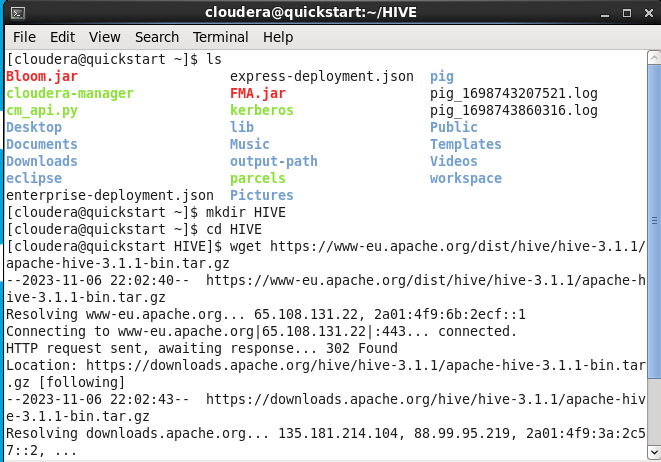 cloudera@quickstart:~/HIVE
File Edit View Search Terminal Help
[cloudera@quickstart ~]$ ls
Bloom.jar express-deployment.json pig
cloudera-manager FMA.jar pig_1698743207521.log
cm_api.py kerberos pig_1698743860316.log
Desktop lib Public
Documents Music Templates
Downloads output-path Videos
eclipse parcels workspace
enterprise-deployment.json Pictures
[cloudera@quickstart ~]$ mkdir HIVE
[cloudera@quickstart ~]$ cd HIVE
[cloudera@quickstart HIVE]$ wget https://www-eu.apache.org/dist/hive/hive-3.1.1/
apache-hive-3.1.1-bin.tar.gz
--2023-11-06 22:02:40-- https://www-eu.apache.org/dist/hive/hive-3.1.1/apache-h
ive-3.1.1-bin.tar.gz
Resolving www-eu.apache.org... 65.108.131.22, 2a01:4f9:6b:2ecf::1
Connecting to www-eu.apache.org|65.108.131.22|:443... connected.
HTTP request sent, awaiting response... 302 Found
Location: https://downloads.apache.org/hive/hive-3.1.1/apache-hive-3.1.1-bin.tar
.gz [following]
--2023-11-06 22:02:43-- https://downloads.apache.org/hive/hive-3.1.1/apache-hiv
e-3.1.1-bin.tar.gz
Resolving downloads.apache.org... 135.181.214.104, 88.99.95.219, 2a01:4f9:3a:2c5
7::2, ...